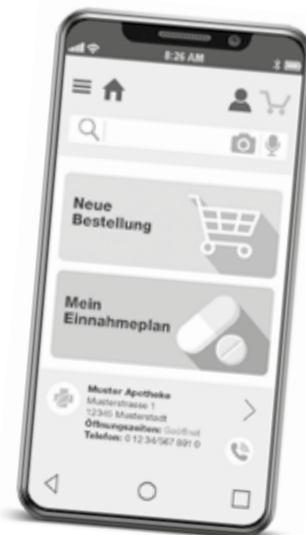 8:26 AM
Neue
Bestellung
Mein
Einnahmeplan
Muster Apotheke
Musterstrasse 1
12345 Musterstadt
Öffnungszeiten: Geöffnet
Telefon: 0 12 34/567 891 0